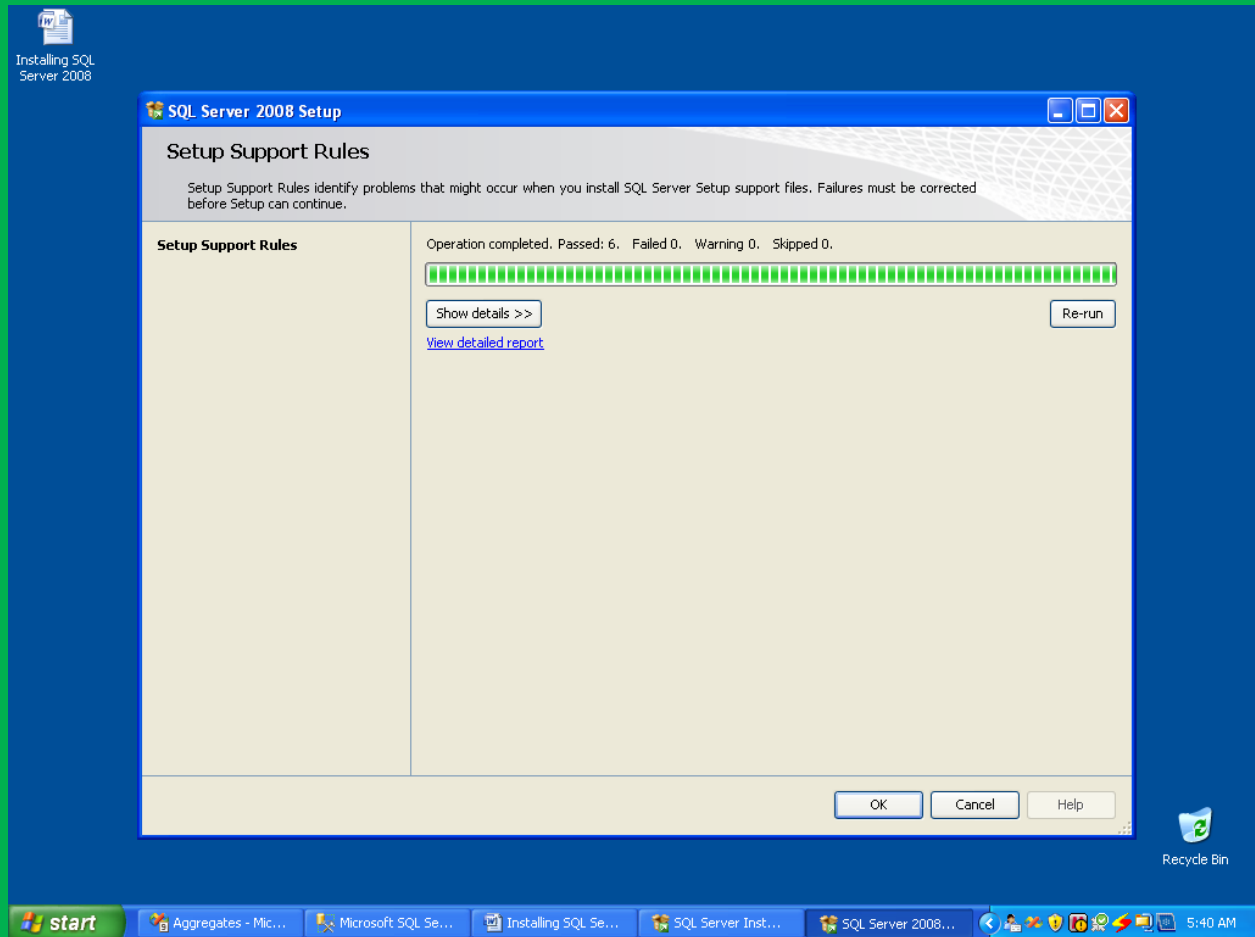 Installing SQL
Server 2008
SQL Server 2008 Setup
Setup Support Rules
Setup Support Rules identify problems that might occur when you install SQL Server Setup support files. Failures must be corrected
before Setup can continue.
Setup Support Rules
Operation completed. Passed: 6. Failed 0. Warning 0. Skipped 0.
Show details >>
Re-run
View detailed report
OK
Cancel
Help
Recycle Bin
start
Aggregates - Mic...
Microsoft SQL Se...
Installing SQL Se...
SQL Server Inst...
SQL Server 2008...
5:40 AM